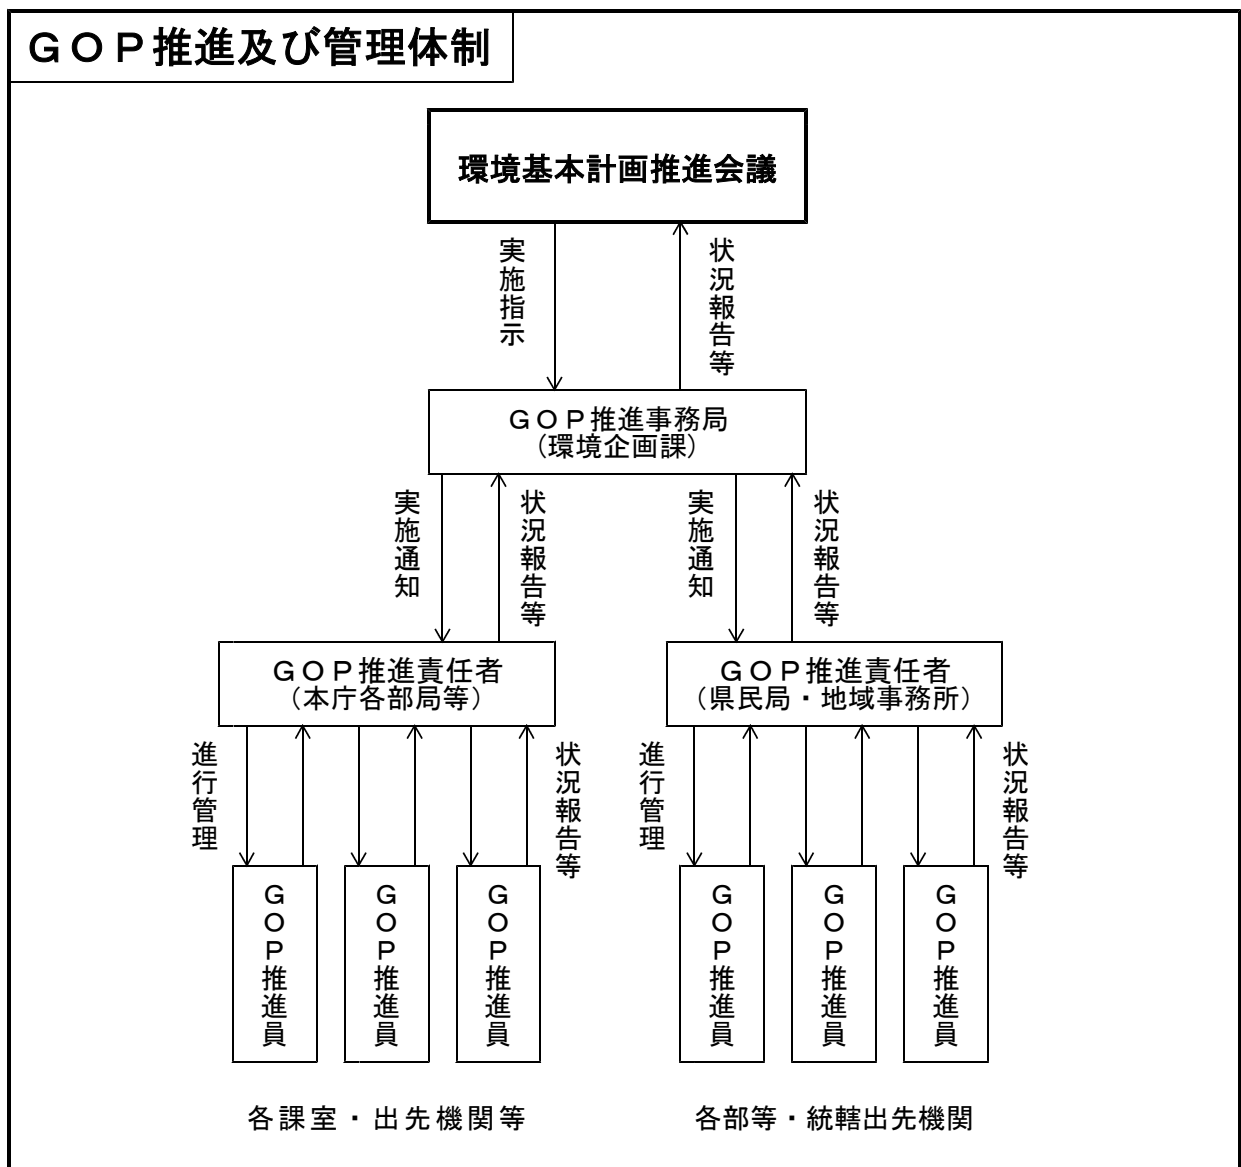 ＧＯＰ推進及び管理体制
環境基本計画推進会議
実施指示
状況報告等
ＧＯＰ推進事務局
（環境企画課）
実施通知
状況報告等
実施通知
状況報告等
ＧＯＰ推進責任者
（本庁各部局等）
ＧＯＰ推進責任者
（県民局・地域事務所）
進行管理
状況報告等
進行管理
状況報告等
ＧＯＰ推進員
ＧＯＰ推進員
ＧＯＰ推進員
ＧＯＰ推進員
ＧＯＰ推進員
ＧＯＰ推進員
各課室・出先機関等
各部等・統轄出先機関